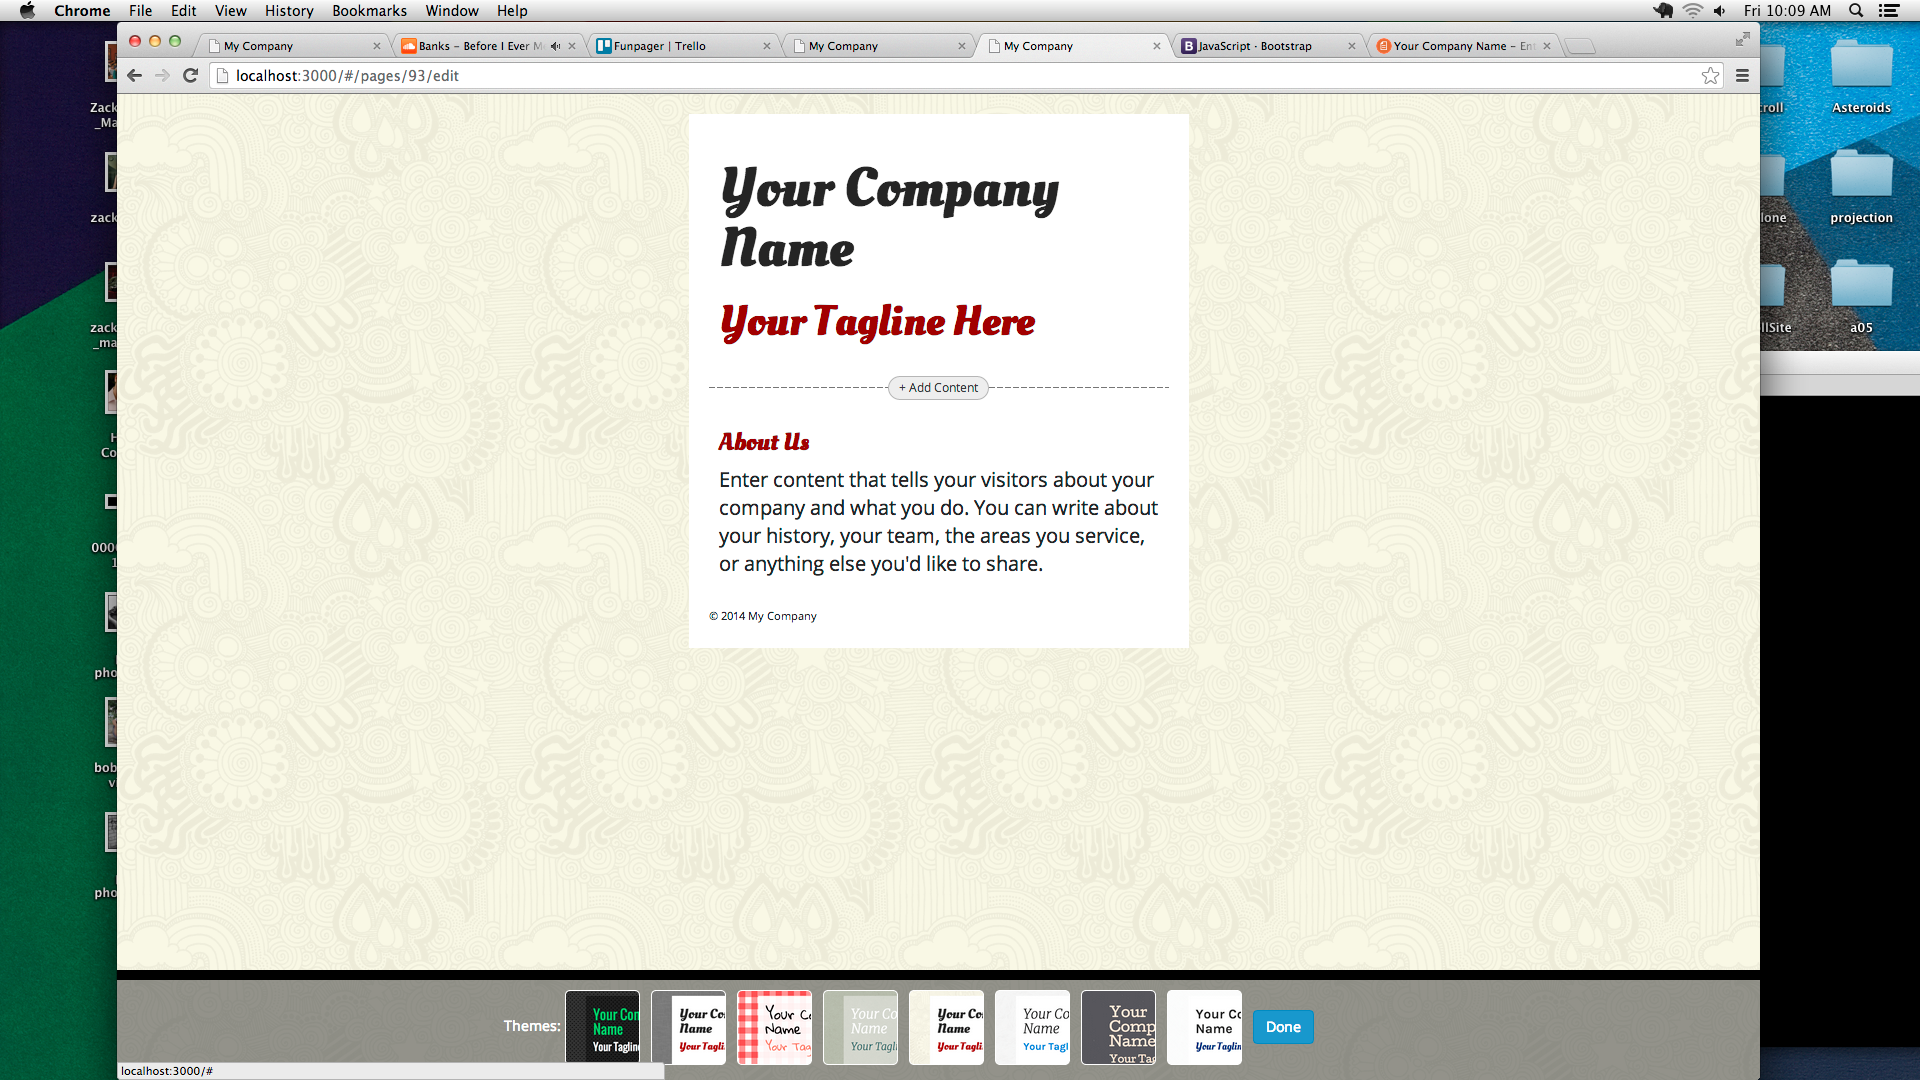 Chrome File Edit View History Bookmarks Window Help
Fri 10:09 AM
My Company
Banks – Before I Ever
Funpager | Trello
My Company
My Company
JavaScript · Bootstrap
Your Company Name –
localhost:3000/#/pages/93/edit
Your Company
Name
Your Tagline Here
+ Add Content
About Us
Enter content that tells your visitors about your
company and what you do. You can write about
your history, your team, the areas you service,
or anything else you'd like to share.
© 2014 My Company
Zack
_Ma
zack
zack
_ma
H
Co
000
1
pho
bob
v
pho
roll
Asteroids
lone
projection
llSite
a05
Themes:
Your Con
Name
Your Taglin
Your Co
Name
Your Tagli
Your Co
Name
Your Tag
Your Co
Name
Your Tagl
Your Co
Name
Your Tagli
Your Co
Name
Your Tagl
Your
Comp
Name
Your Ta
Your Co
Name
Your Taglin
Done
localhost:3000/#